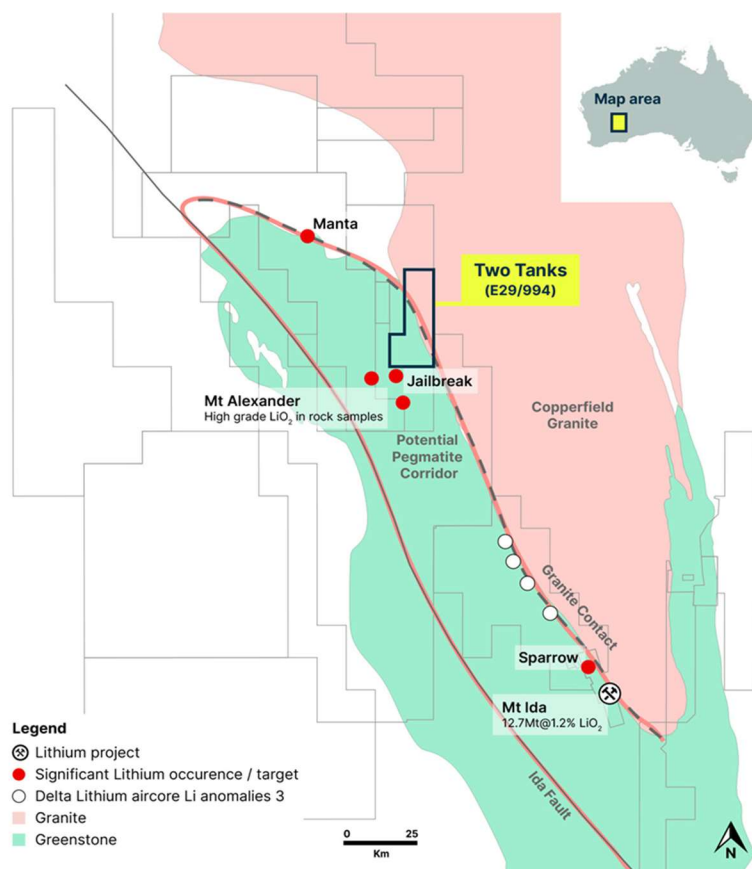 Map area
Manta
Two Tanks
(E29/994)
Jailbreak
Mt Alexander
High grade LiO₂ in rock samples
Copperfield
Granite
Potential
Pegmatite
Corridor
Granite Contact
Sparrow
Mt Ida
12.7Mt@1.2% LiO₂
Ida Fault
Legend
Lithium project
Significant Lithium occurence / target
Delta Lithium aircore Li anomalies 3
Granite
Greenstone
0 25
Km
N